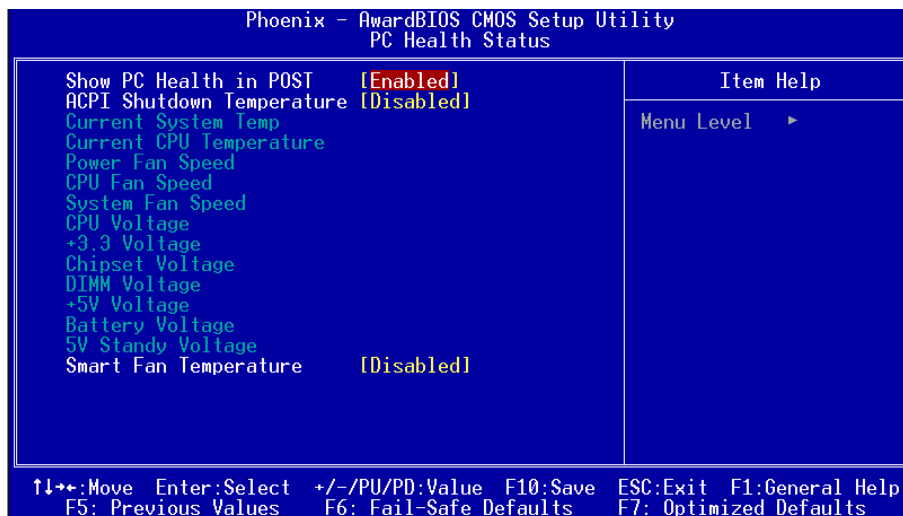 Phoenix - AwardBIOS CMOS Setup Utility
PC Health Status
Show PC Health in POST [Enabled]
ACPI Shutdown Temperature [Disabled]
Current System Temp
Current CPU Temperature
Power Fan Speed
CPU Fan Speed
System Fan Speed
CPU Voltage
+3.3 Voltage
Chipset Voltage
DIMM Voltage
+5V Voltage
Battery Voltage
5V Standy Voltage
Smart Fan Temperature [Disabled]
Item Help
Menu Level ►
↑↓→←:Move Enter:Select +/-/PU/PD:Value F10:Save ESC:Exit F1:General Help
F5: Previous Values F6: Fail-Safe Defaults F7: Optimized Defaults